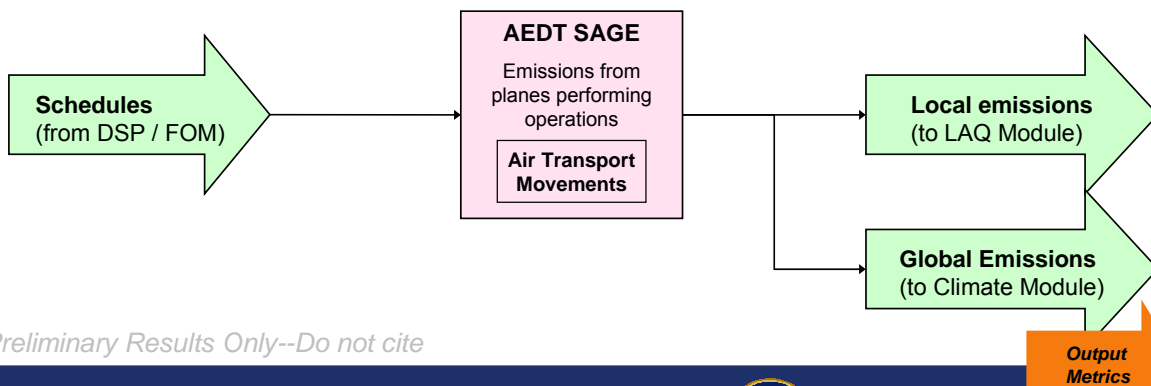 AEDT SAGE
Emissions from
planes performing
operations
Air Transport
Movements
Schedules
(from DSP / FOM)
Local emissions
(to LAQ Module)
Global Emissions
(to Climate Module)
Preliminary Results Only--Do not cite
Output
Metrics